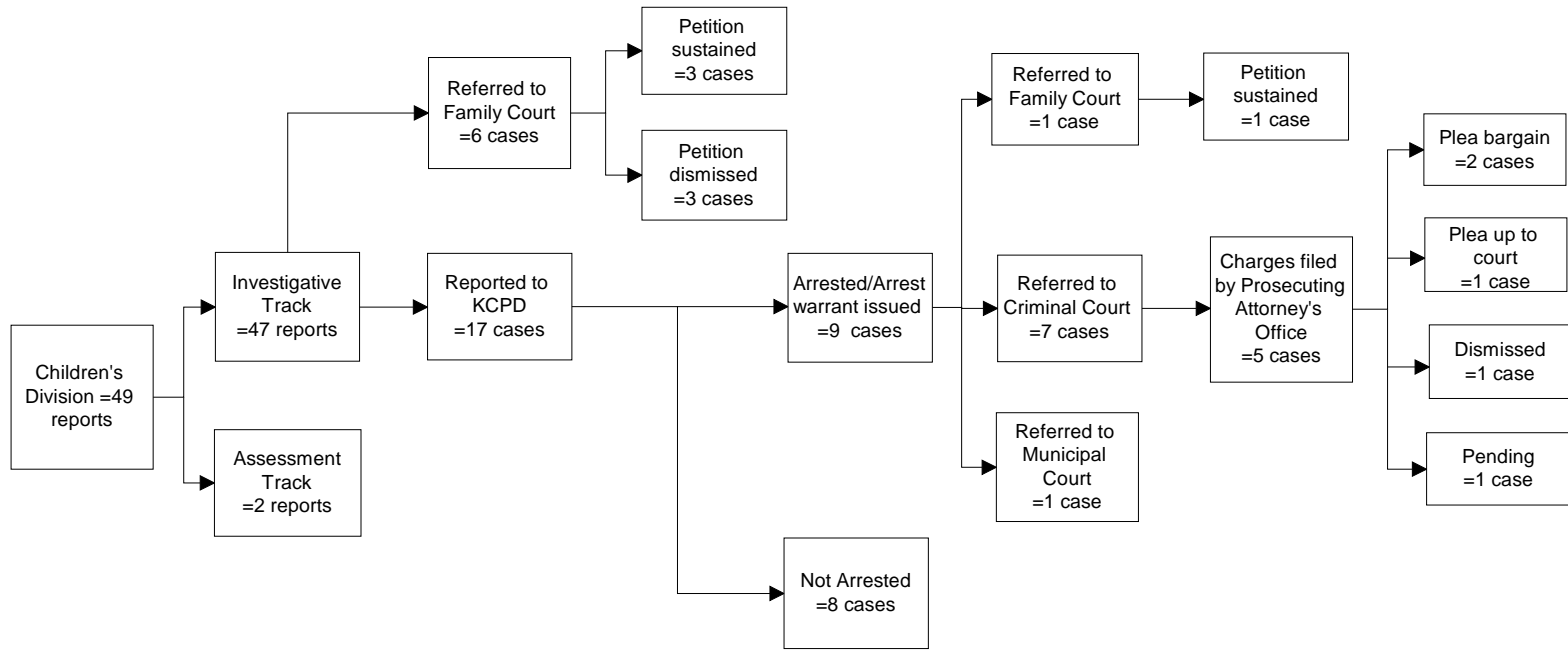 Children's
Division =49
reports
Investigative
Track
=47 reports
Assessment
Track
=2 reports
Referred to
Family Court
=6 cases
Petition
sustained
=3 cases
Petition
dismissed
=3 cases
Reported to
KCPD
=17 cases
Arrested/Arrest
warrant issued
=9 cases
Not Arrested
=8 cases
Referred to
Family Court
=1 case
Petition
sustained
=1 case
Referred to
Criminal Court
=7 cases
Referred to
Municipal
Court
=1 case
Charges filed
by Prosecuting
Attorney's
Office
=5 cases
Plea bargain
=2 cases
Plea up to
court
=1 case
Dismissed
=1 case
Pending
=1 case